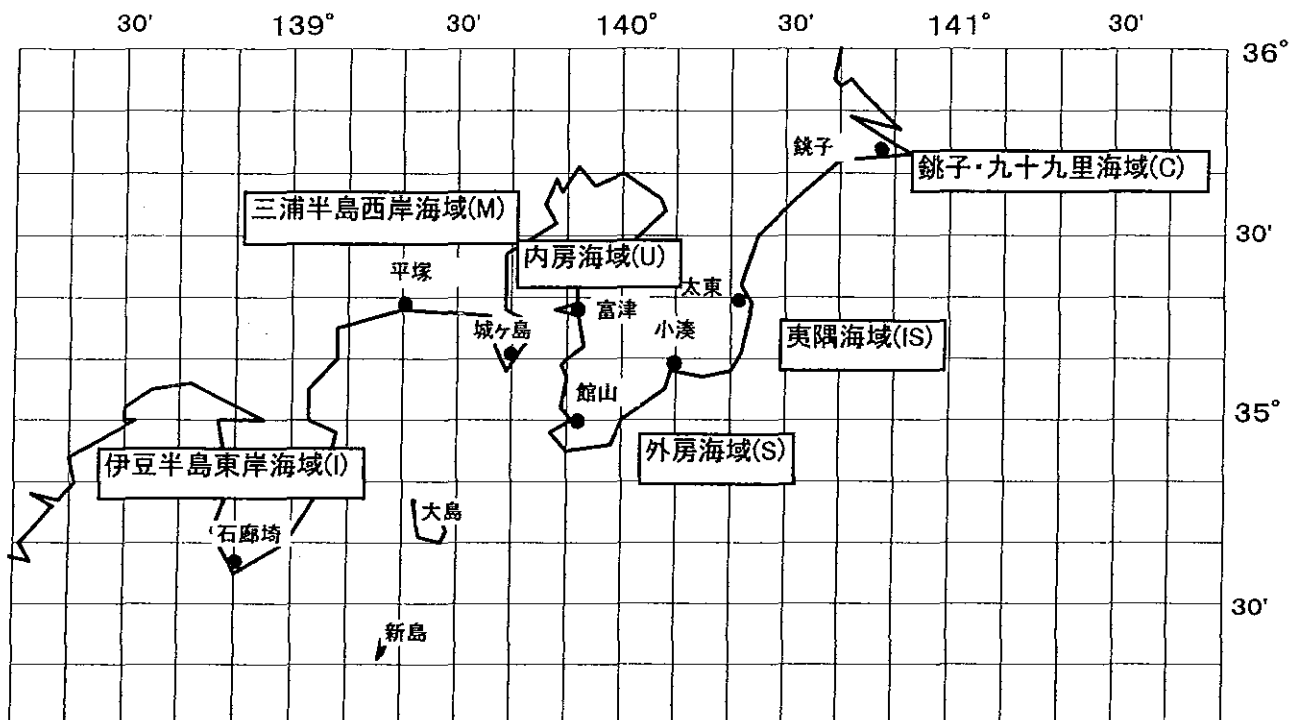 30' 139° 30' 140° 30' 141° 30'
36°
銚子
銚子・九十九里海域(C)
三浦半島西岸海域(M)
30'
内房海域(U)
平塚
太東
富津
城ヶ島
小湊
夷隅海域(IS)
館山
35°
外房海域(S)
伊豆半島東岸海域(I)
大島
石廊埼
30'
新島